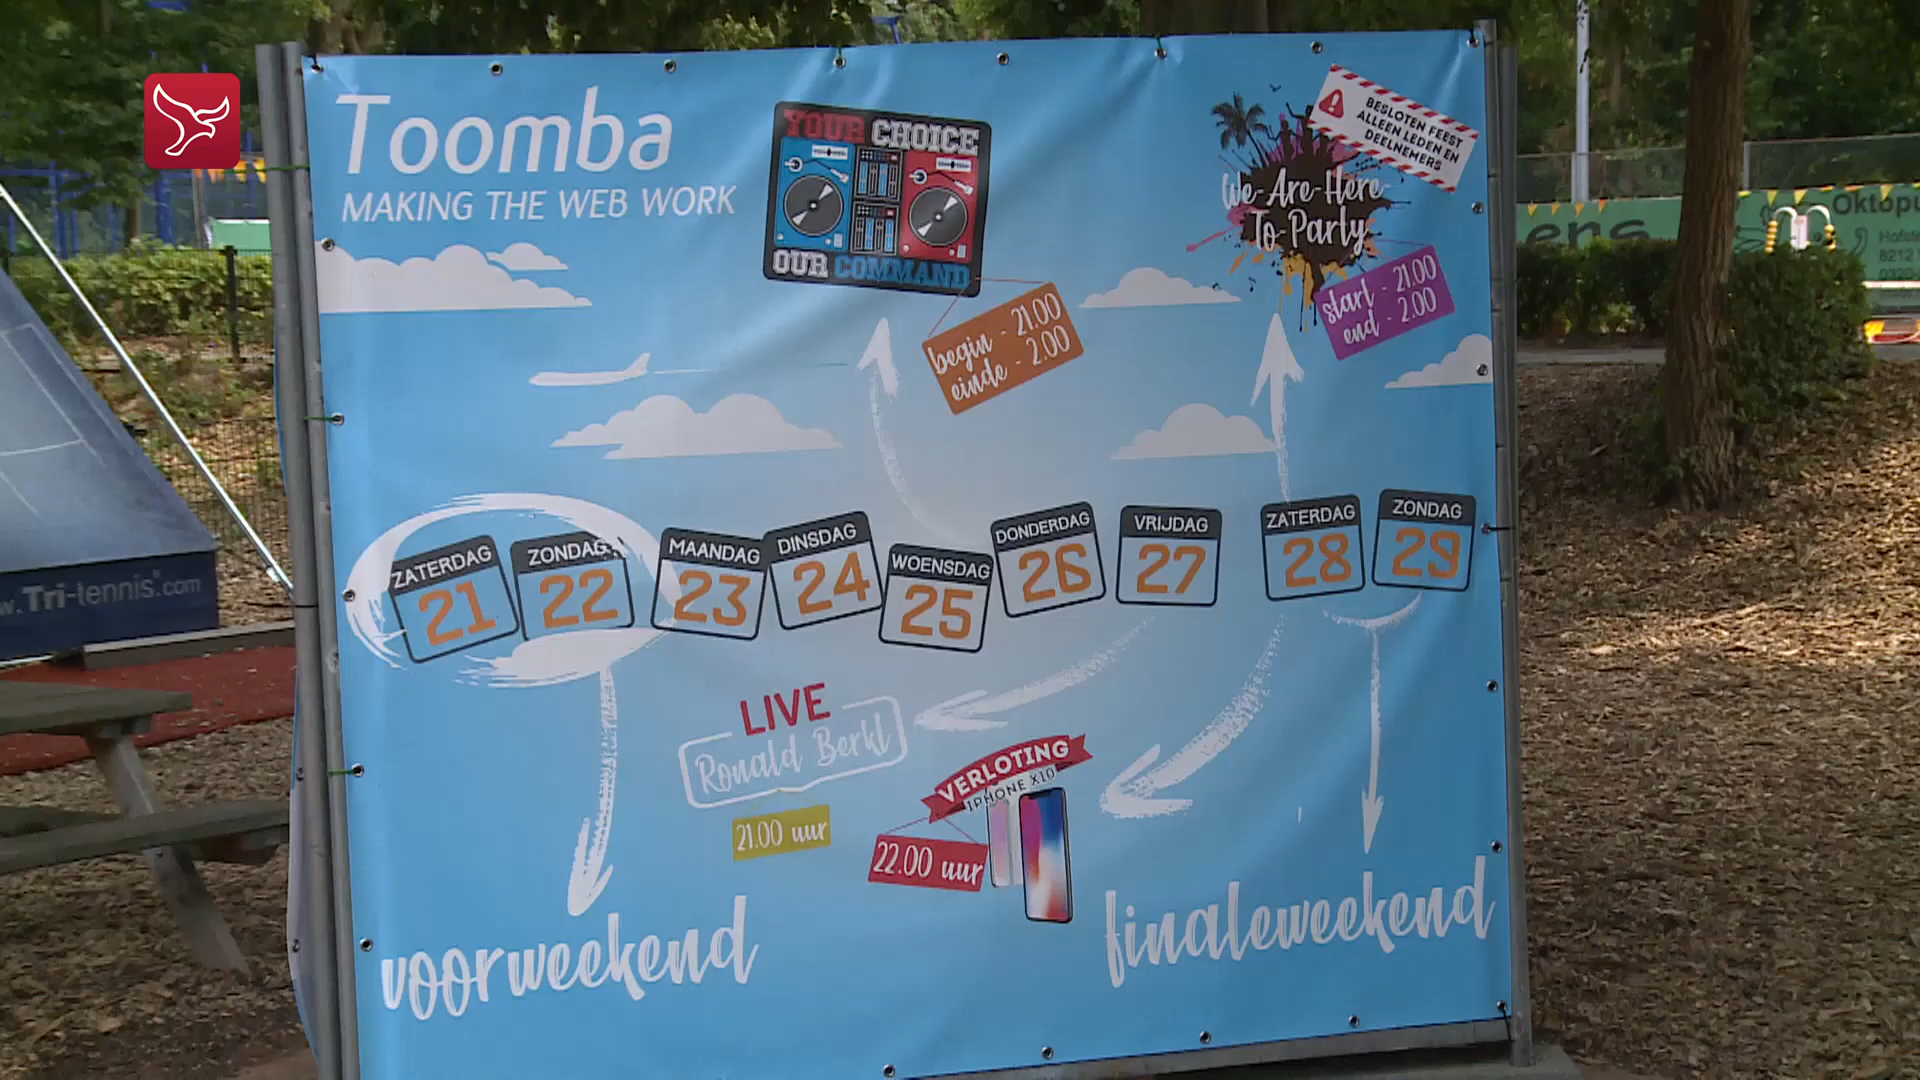 Toomba
MAKING THE WEB WORK
YOUR CHOICE
OUR COMMAND
begin - 21.00
einde - 2.00
BESLOTEN FEEST
ALLEEN LEDEN EN
DEELNEMERS
We-Are-Here
To-Party
start - 21.00
end - 2.00
ZATERDAG
21
ZONDAG
22
MAANDAG
23
DINSDAG
24
WOENSDAG
25
DONDERDAG
26
VRIJDAG
27
ZATERDAG
28
ZONDAG
29
LIVE
Ronald Berkl
21.00 uur
VERLOTING
IPHONE X10
22.00 uur
voorweekend
finaleweekend
w.Tri-tennis.com
8212